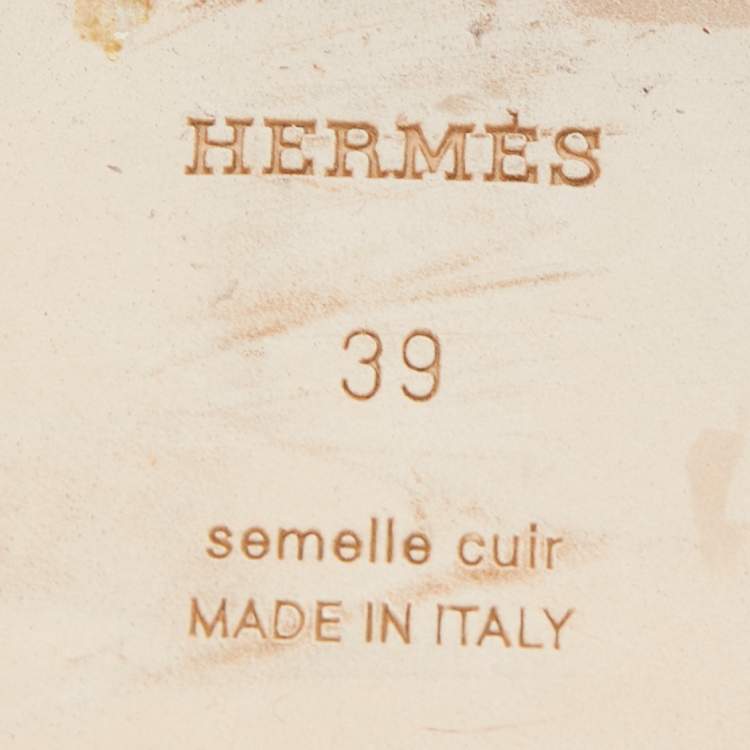 HERMÈS
39
semelle cuir
MADE IN ITALY